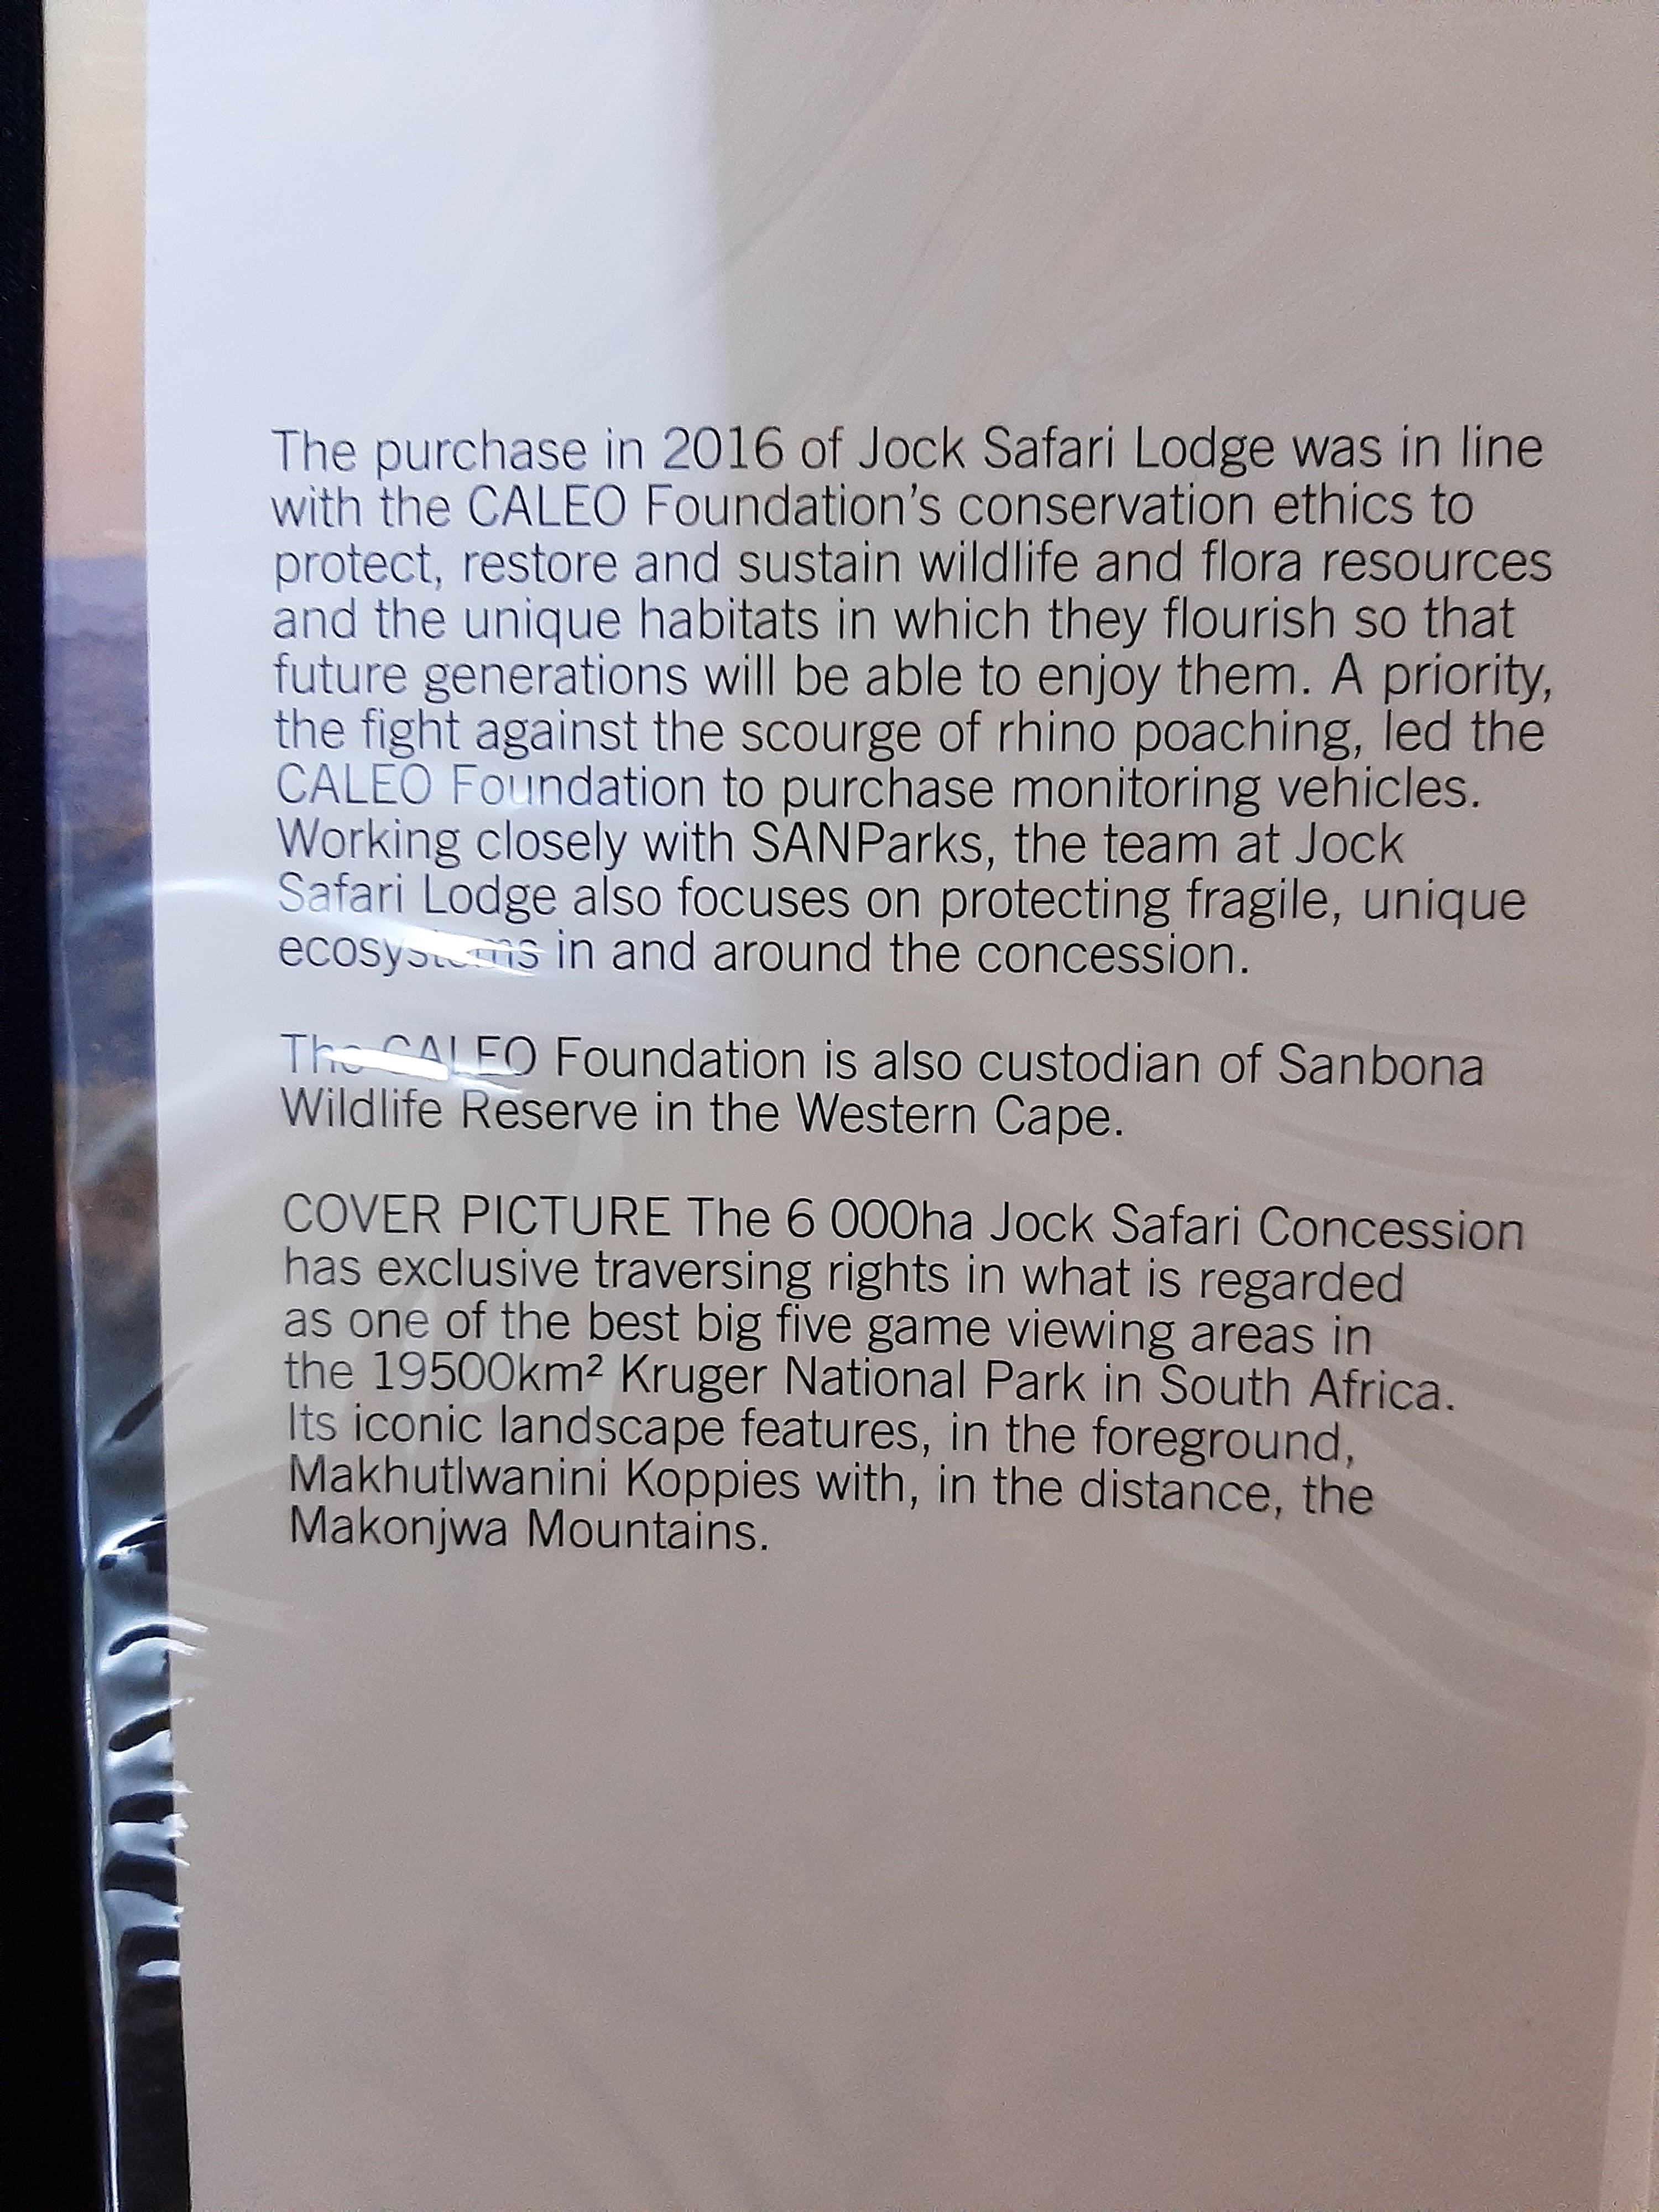 The purchase in 2016 of Jock Safari Lodge was in line
with the CALEO Foundation's conservation ethics to
protect, restore and sustain wildlife and flora resources
and the unique habitats in which they flourish so that
future generations will be able to enjoy them. A priority,
the fight against the scourge of rhino poaching, led the
CALEO Foundation to purchase monitoring vehicles.
Working closely with SANParks, the team at Jock
Safari Lodge also focuses on protecting fragile, unique
ecosystems in and around the concession.
The CALEO Foundation is also custodian of Sanbona
Wildlife Reserve in the Western Cape.
COVER PICTURE The 6 000ha Jock Safari Concession
has exclusive traversing rights in what is regarded
as one of the best big five game viewing areas in
the 19500km² Kruger National Park in South Africa.
Its iconic landscape features, in the foreground,
Makhutlwanini Koppies with, in the distance, the
Makonjwa Mountains.